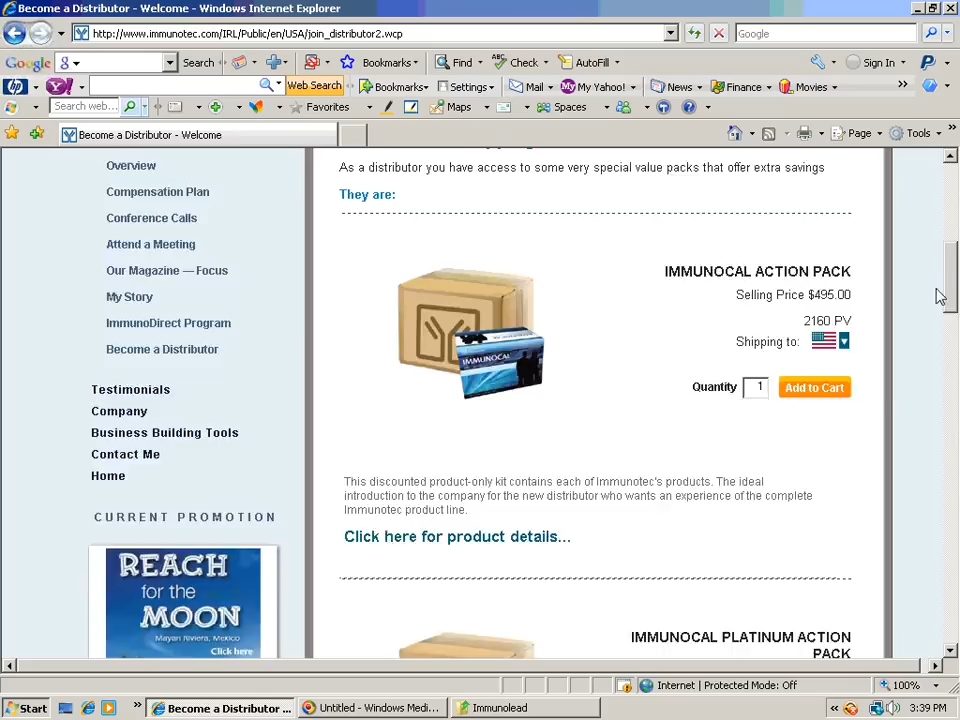 Become a Distributor - Welcome - Windows Internet Explorer
http://www.immunotec.com/IRL/Public/en/USA/join_distributor2.wcp
Google
Google
Search
Bookmarks
Find
Check
AutoFill
Sign In
hp
Y!
Web Search
Bookmarks
Settings
Mail
My Yahoo!
News
Finance
Movies
Search web...
Favorites
Maps
Spaces
Become a Distributor - Welcome
Page
Tools
Overview
Compensation Plan
Conference Calls
Attend a Meeting
Our Magazine — Focus
My Story
ImmunoDirect Program
Become a Distributor
Testimonials
Company
Business Building Tools
Contact Me
Home
CURRENT PROMOTION
REACH
for the
MOON
Mayan Riviera, Mexico
Click here
As a distributor you have access to some very special value packs that offer extra savings
They are:
IMMUNOCAL
IMMUNOCAL ACTION PACK
Selling Price $495.00
2160 PV
Shipping to:
Quantity 1 Add to Cart
This discounted product-only kit contains each of Immunotec's products. The ideal
introduction to the company for the new distributor who wants an experience of the complete
Immunotec product line.
Click here for product details...
IMMUNOCAL PLATINUM ACTION
PACK
Internet | Protected Mode: Off
100%
Start
Become a Distributor ...
Untitled - Windows Medi...
Immunolead
3:39 PM